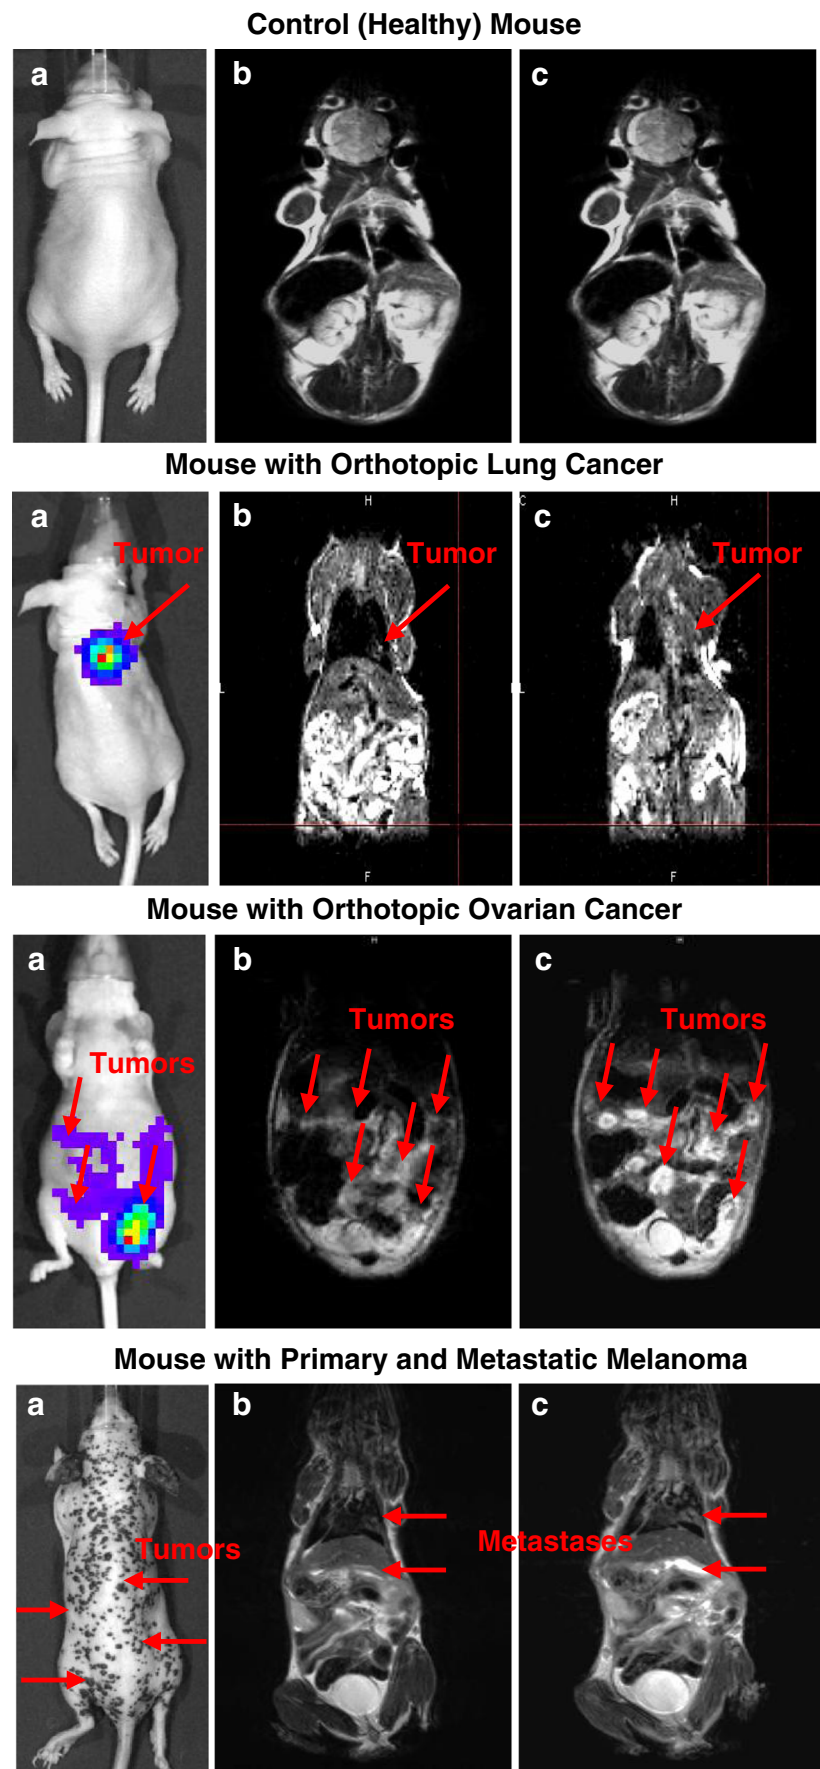 Control (Healthy) Mouse
a b c
Mouse with Orthotopic Lung Cancer
a b c
H H
C
Tumor Tumor Tumor
L L
F F
Mouse with Orthotopic Ovarian Cancer
a b c
H H
Tumors Tumors Tumors
Mouse with Primary and Metastatic Melanoma
a b c
Tumors Metastases